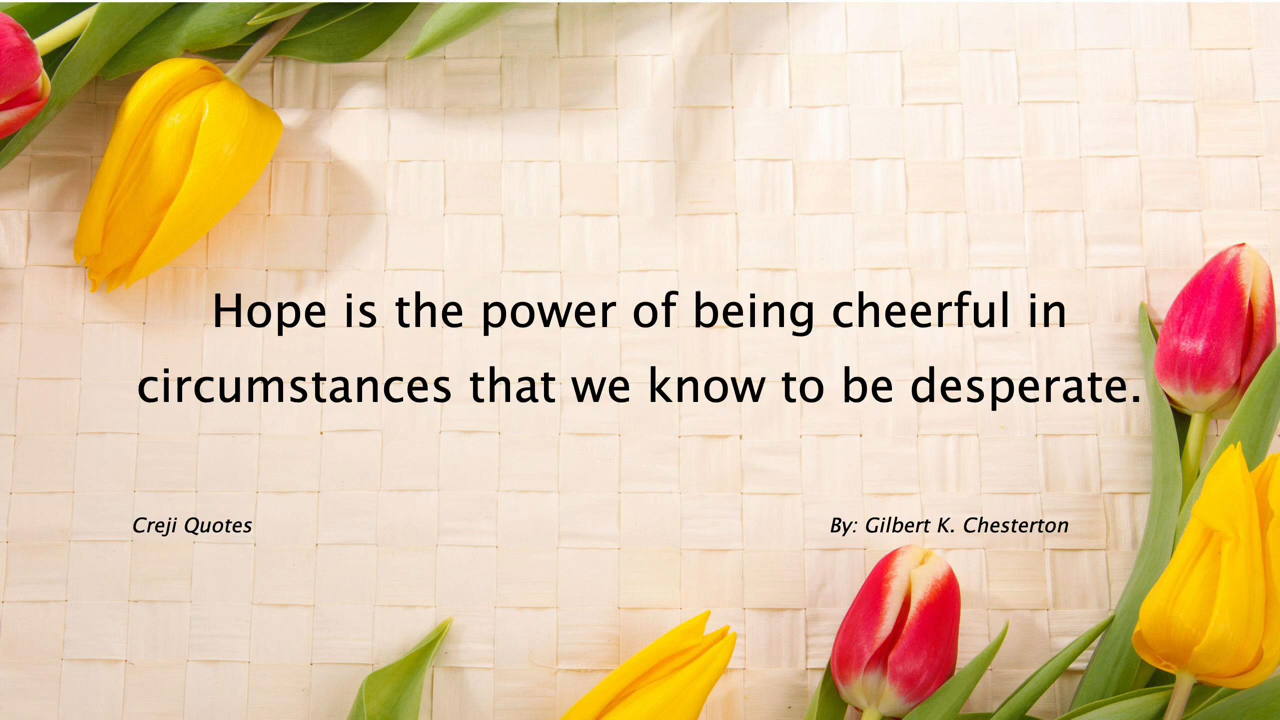 Hope is the power of being cheerful in
circumstances that we know to be desperate.
Creji Quotes
By: Gilbert K. Chesterton